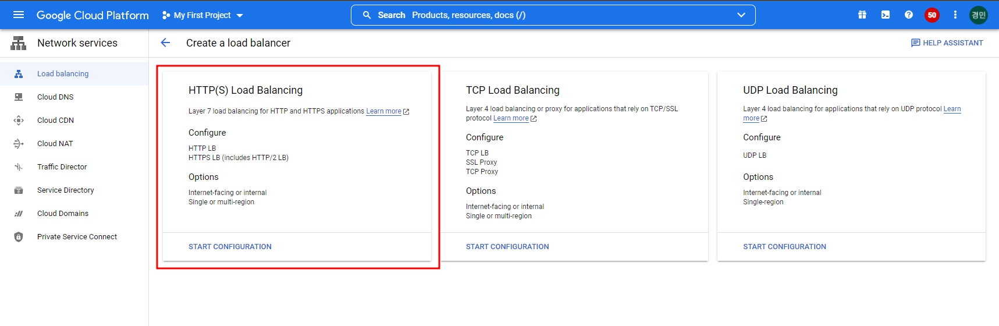 Google Cloud Platform
My First Project
Search Products, resources, docs (/)
50
경민
Network services
Create a load balancer
HELP ASSISTANT
Load balancing
Cloud DNS
Cloud CDN
Cloud NAT
Traffic Director
Service Directory
Cloud Domains
Private Service Connect
HTTP(S) Load Balancing
Layer 7 load balancing for HTTP and HTTPS applications Learn more
Configure
HTTP LB
HTTPS LB (includes HTTP/2 LB)
Options
Internet-facing or internal
Single or multi-region
START CONFIGURATION
TCP Load Balancing
Layer 4 load balancing or proxy for applications that rely on TCP/SSL
protocol Learn more
Configure
TCP LB
SSL Proxy
TCP Proxy
Options
Internet-facing or internal
Single or multi-region
START CONFIGURATION
UDP Load Balancing
Layer 4 load balancing for applications that rely on UDP protocol Learn
more
Configure
UDP LB
Options
Internet-facing or internal
Single-region
START CONFIGURATION